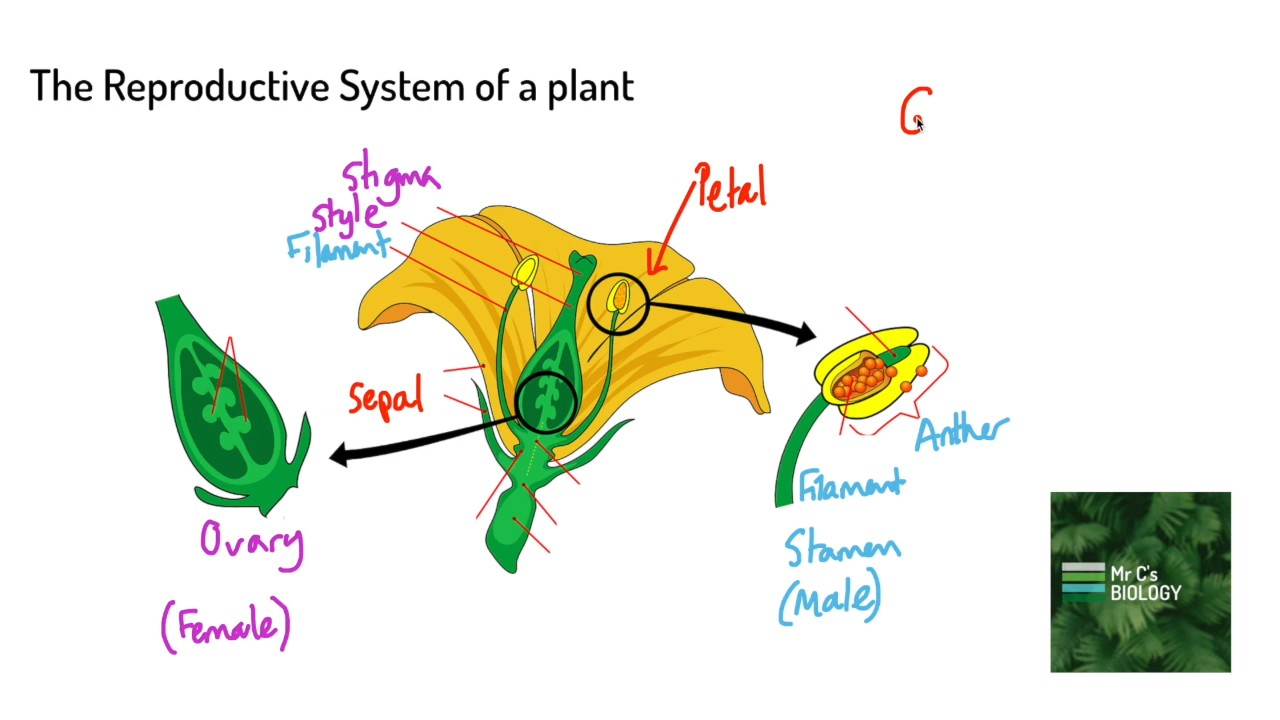 The Reproductive System of a plant
C
Stigma
Style
Filament
Petal
Sepal
Anther
Filament
Ovary
Stamen
(Female)
(Male)
Mr C's
BIOLOGY